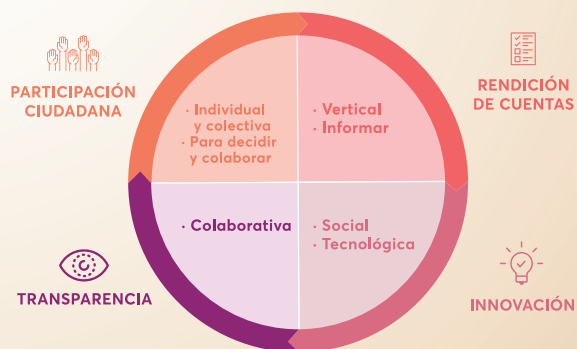 PARTICIPACIÓN
CIUDADANA
· Individual
y colectiva
· Para decidir
y colaborar
· Vertical
· Informar
RENDICIÓN
DE CUENTAS
TRANSPARENCIA
· Colaborativa
· Social
· Tecnológica
INNOVACIÓN